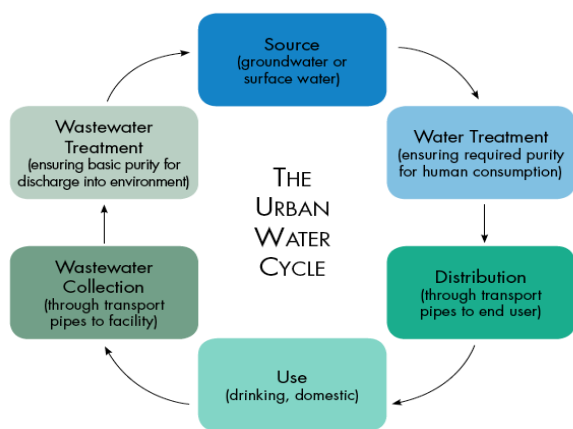 Source
(groundwater or
surface water)
Water Treatment
(ensuring required purity
for human consumption)
Distribution
(through transport
pipes to end user)
Use
(drinking, domestic)
Wastewater
Collection
(through transport
pipes to facility)
Wastewater
Treatment
(ensuring basic purity for
discharge into environment)
THE
URBAN
WATER
CYCLE